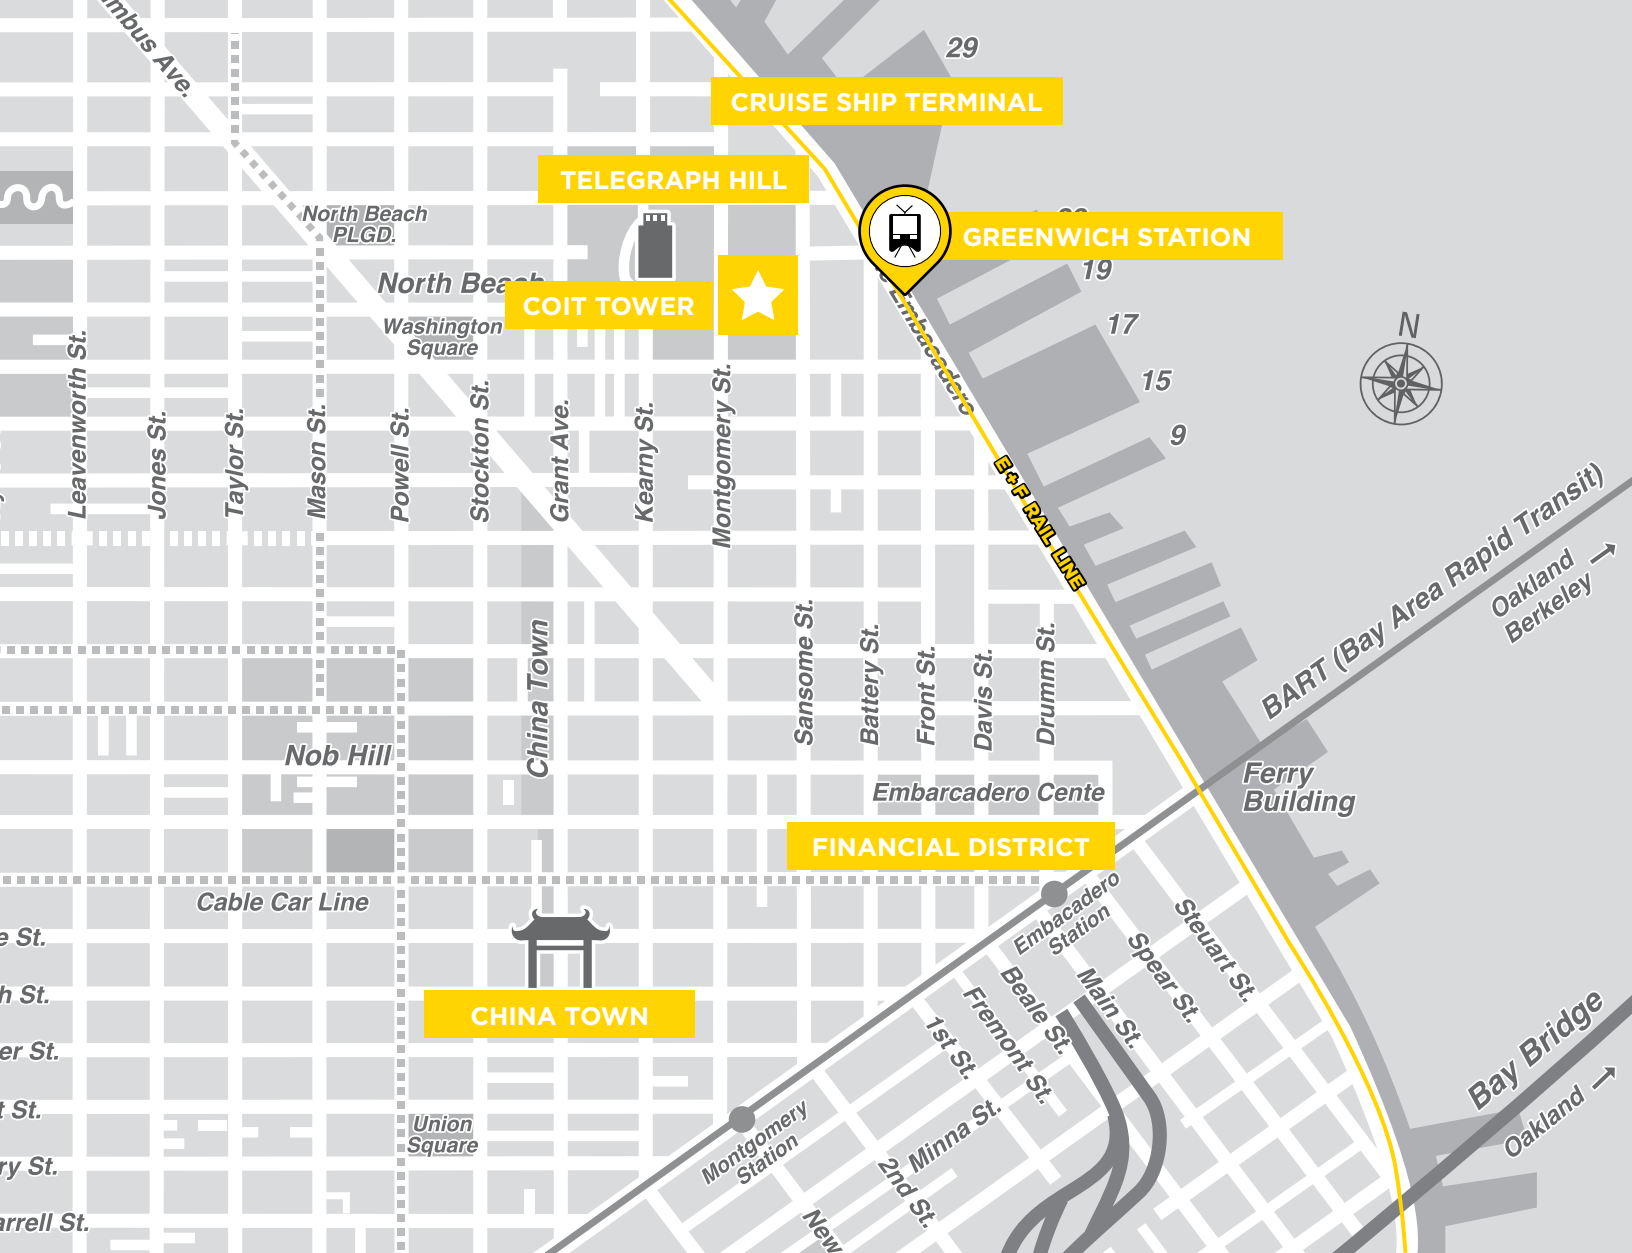 29
CRUISE SHIP TERMINAL
TELEGRAPH HILL
North Beach
PLGD.
GREENWICH STATION
19
North Beach
COIT TOWER
Washington
Square
17
N
15
9
Embacadero
E + F RAIL LINE
Leavenworth St.
Jones St.
Taylor St.
Mason St.
Powell St.
Stockton St.
Grant Ave.
Kearny St.
Montgomery St.
BART (Bay Area Rapid Transit)
Oakland
Berkeley
China Town
Sansome St.
Battery St.
Front St.
Davis St.
Drumm St.
Nob Hill
Ferry
Building
Embarcadero Cente
FINANCIAL DISTRICT
Cable Car Line
Embacadero
Station
Steuart St.
Spear St.
Main St.
Beale St.
Fremont St.
1st St.
e St.
h St.
CHINA TOWN
er St.
t St.
Union
Square
Montgomery
Station
Minna St.
2nd St.
New
ry St.
arrell St.
Bay Bridge
Oakland
mbus Ave.